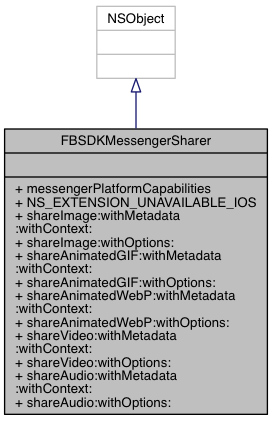 NSObject
FBSDKMessengerSharer
+ messengerPlatformCapabilities
+ NS_EXTENSION_UNAVAILABLE_IOS
+ shareImage:withMetadata
:withContext:
+ shareImage:withOptions:
+ shareAnimatedGIF:withMetadata
:withContext:
+ shareAnimatedGIF:withOptions:
+ shareAnimatedWebP:withMetadata
:withContext:
+ shareAnimatedWebP:withOptions:
+ shareVideo:withMetadata
:withContext:
+ shareVideo:withOptions:
+ shareAudio:withMetadata
:withContext:
+ shareAudio:withOptions: